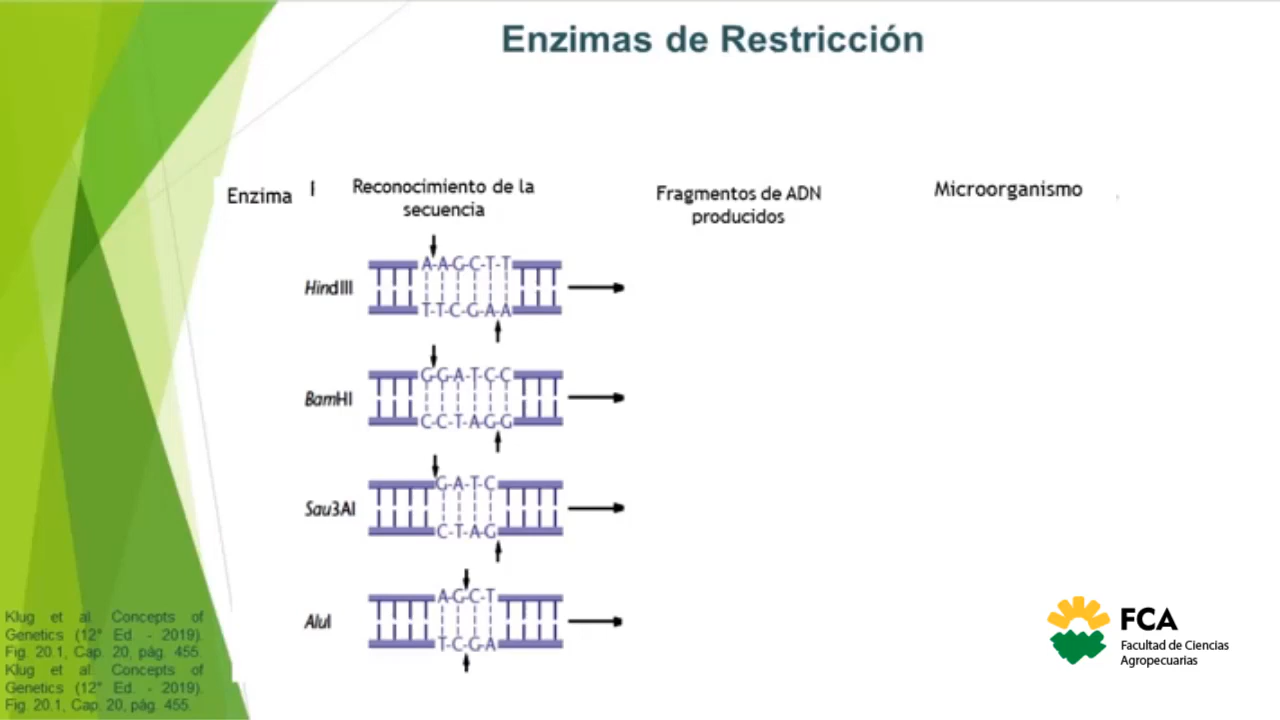 Enzimas de Restricción
Enzima
Reconocimiento de la
secuencia
Fragmentos de ADN
producidos
Microorganismo
HindIII
A-A-G-C-T-T
T-T-C-G-A-A
BamHI
G-G-A-T-C-C
C-C-T-A-G-G
Sau3AI
G-A-T-C
C-T-A-G
AluI
A-G-C-T
T-C-G-A
Klug et al. Concepts of
Genetics (12° Ed. - 2019).
Fig. 20.1, Cap. 20, pág. 455.
Klug et al. Concepts of
Genetics (12° Ed. - 2019).
Fig. 20.1, Cap. 20, pág. 455.
FCA
Facultad de Ciencias
Agropecuarias